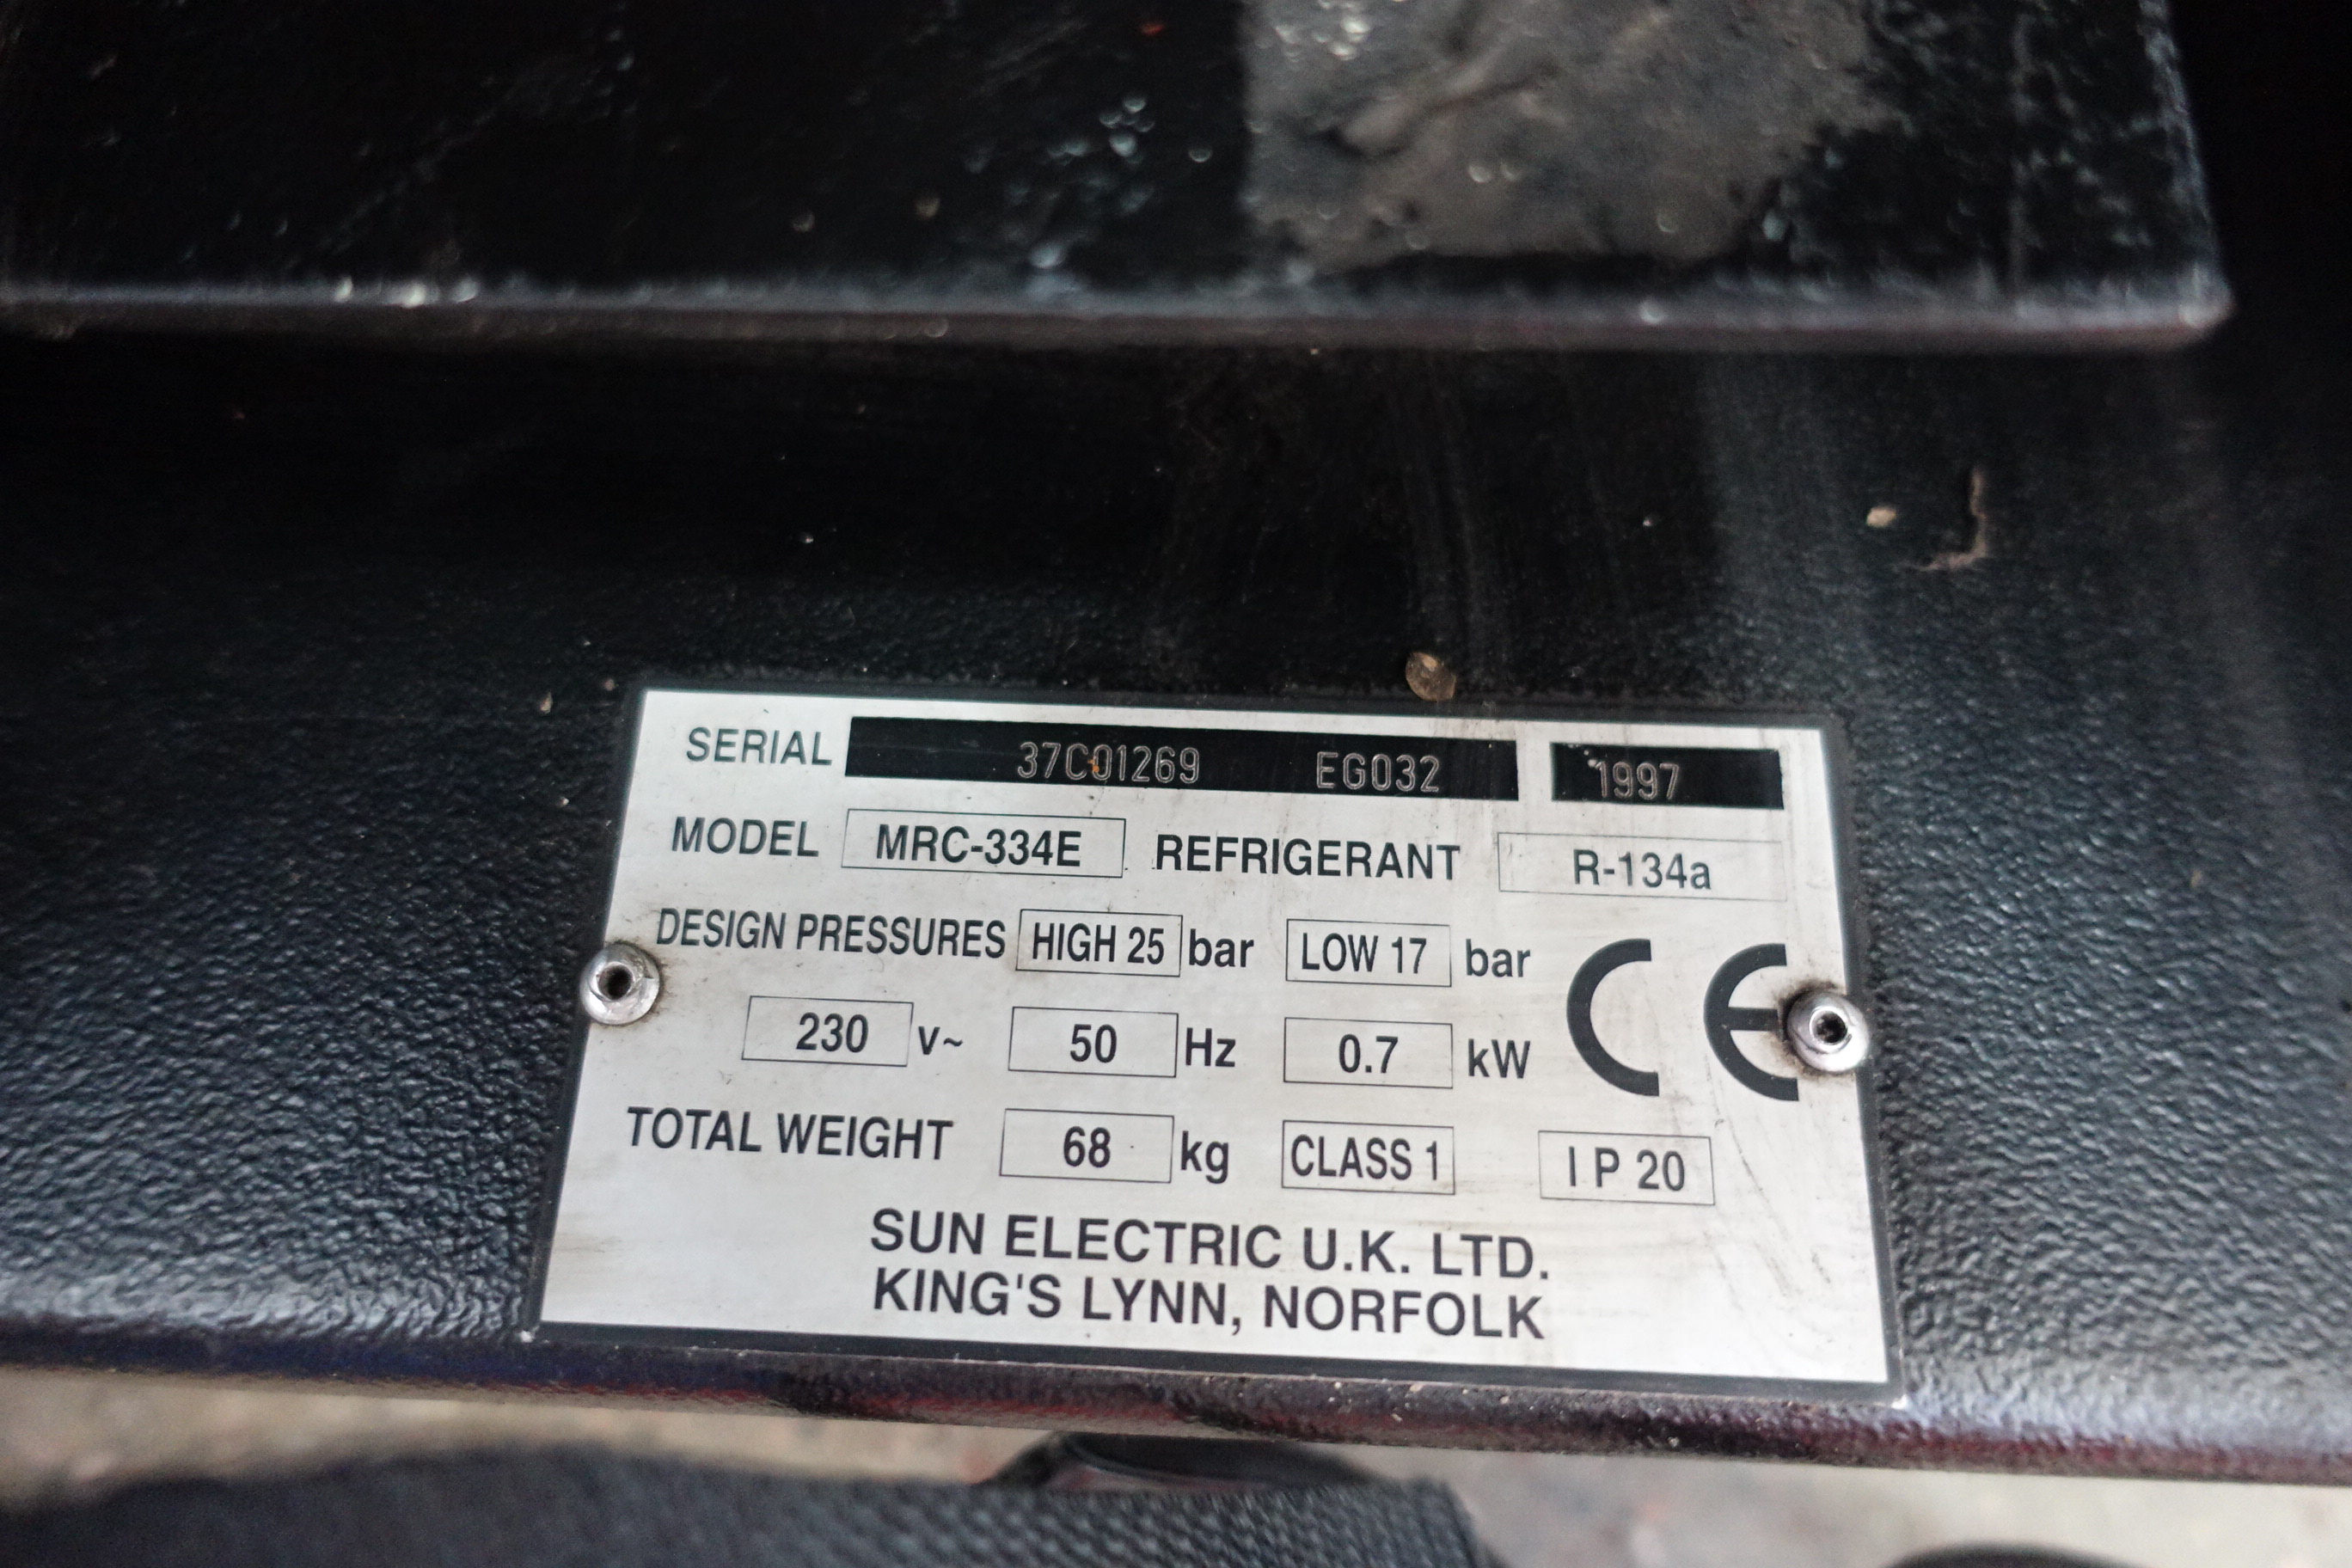 SERIAL 37C01269 EG032 1997
MODEL MRC-334E REFRIGERANT R-134a
DESIGN PRESSURES HIGH 25 bar LOW 17 bar
230 v~ 50 Hz 0.7 kW CE
TOTAL WEIGHT 68 kg CLASS 1 I P 20
SUN ELECTRIC U.K. LTD.
KING'S LYNN, NORFOLK